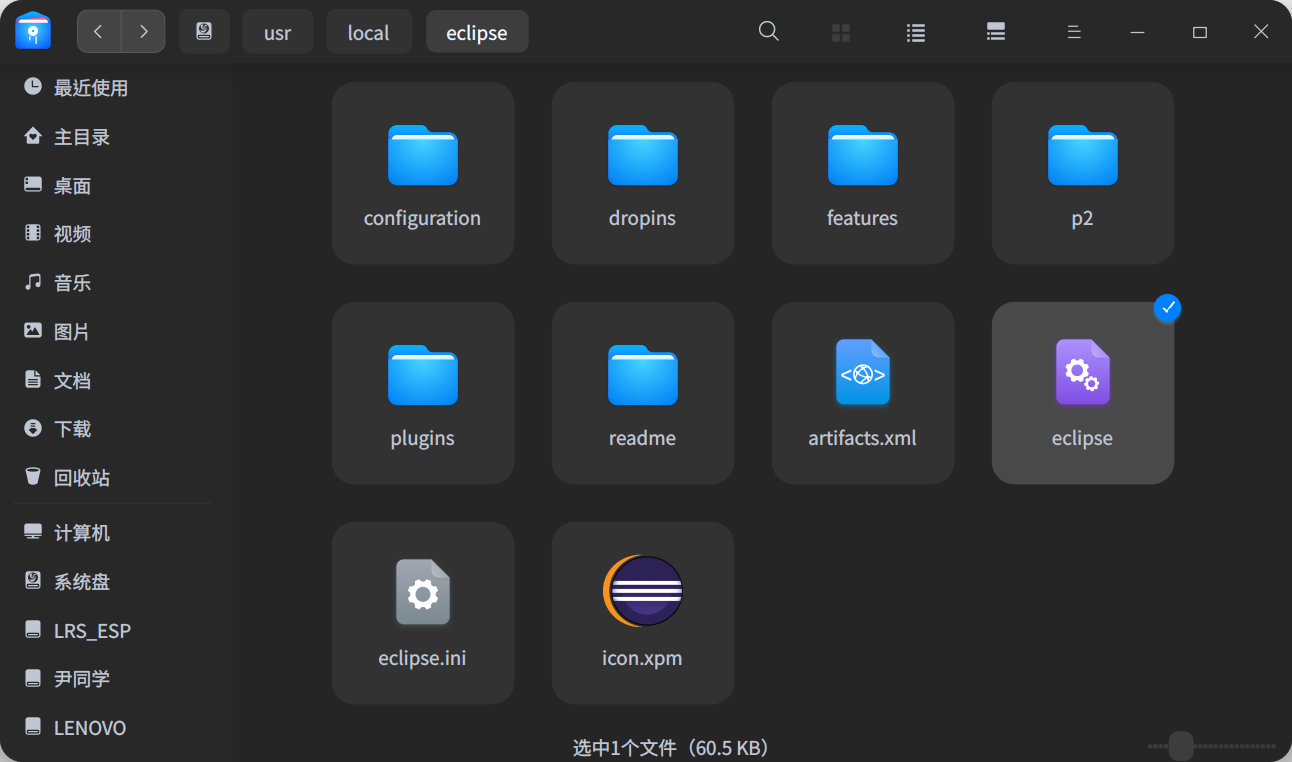 usr
local
eclipse
最近使用
主目录
桌面
视频
音乐
图片
文档
下载
回收站
计算机
系统盘
LRS_ESP
尹同学
LENOVO
configuration
dropins
features
p2
plugins
readme
artifacts.xml
eclipse
eclipse.ini
icon.xpm
选中1个文件（60.5 KB）